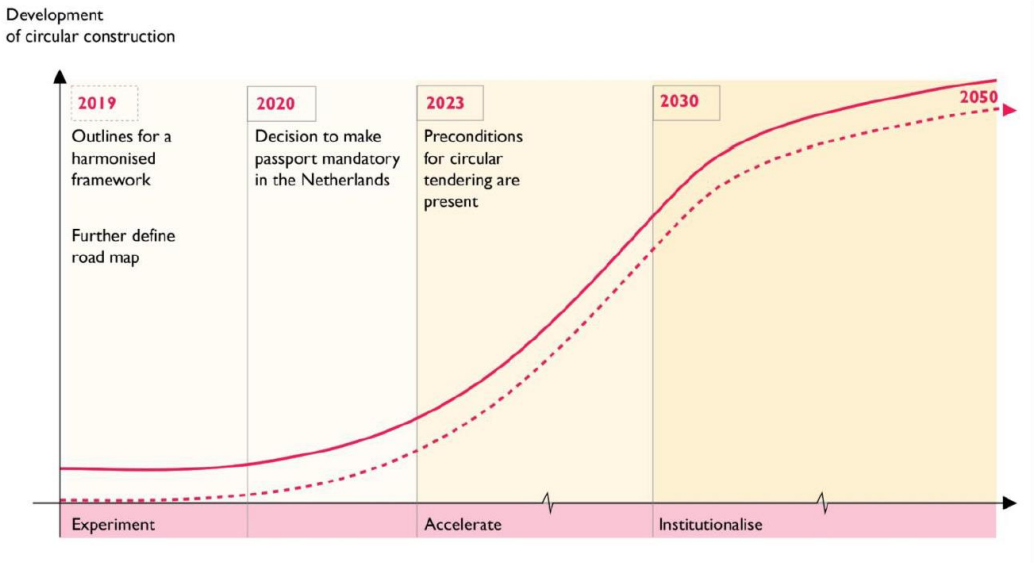 Development
of circular construction
2019
Outlines for a
harmonised
framework
Further define
road map
2020
Decision to make
passport mandatory
in the Netherlands
2023
Preconditions
for circular
tendering are
present
2030
2050
Experiment
Accelerate
Institutionalise